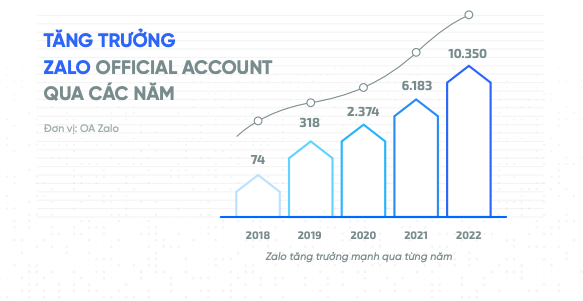 TĂNG TRƯỞNG
ZALO OFFICIAL ACCOUNT
QUA CÁC NĂM
Đơn vị: OA Zalo
74
318
2.374
6.183
10.350
2018 2019 2020 2021 2022
Zalo tăng trưởng mạnh qua từng năm